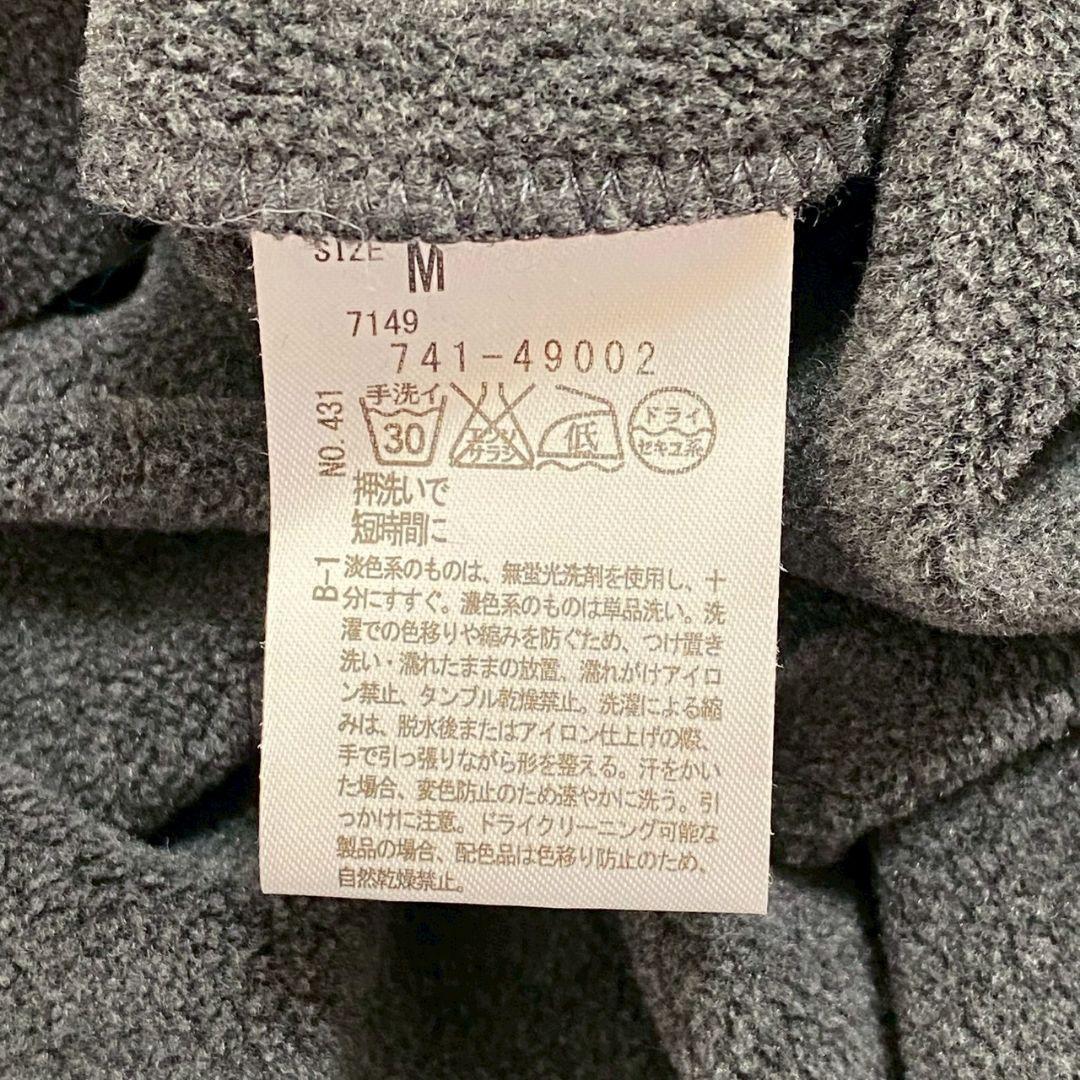 SIZE M
7149
741-49002
NO.431
手洗イ
30
エンソ
サラシ
低
ドライ
セキユ系
押洗いで
短時間に
B-1
淡色系のものは、無蛍光洗剤を使用し、十
分にすすぐ。濃色系のものは単品洗い。洗
濯での色移りや縮みを防ぐため、つけ置き
洗い・濡れたままの放置、濡れがけアイロ
ン禁止、タンブル乾燥禁止。洗濯による縮
みは、脱水後またはアイロン仕上げの際、
手で引っ張りながら形を整える。汗をかい
た場合、変色防止のため速やかに洗う。引
っかけに注意。ドライクリーニング可能な
製品の場合、配色品は色移り防止のため、
自然乾燥禁止。